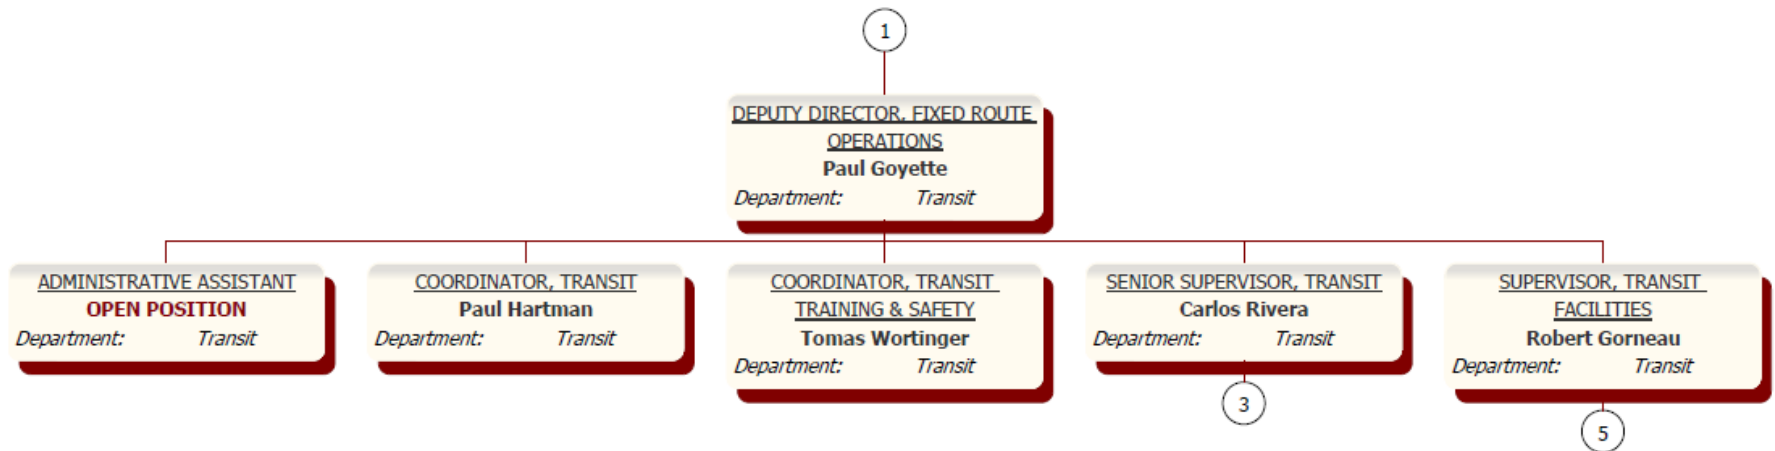 1
DEPUTY DIRECTOR, FIXED ROUTE
OPERATIONS
Paul Goyette
Department: Transit
ADMINISTRATIVE ASSISTANT
OPEN POSITION
Department: Transit
COORDINATOR, TRANSIT
Paul Hartman
Department: Transit
COORDINATOR, TRANSIT
TRAINING & SAFETY
Tomas Wortinger
Department: Transit
SENIOR SUPERVISOR, TRANSIT
Carlos Rivera
Department: Transit
3
SUPERVISOR, TRANSIT
FACILITIES
Robert Gorneau
Department: Transit
5